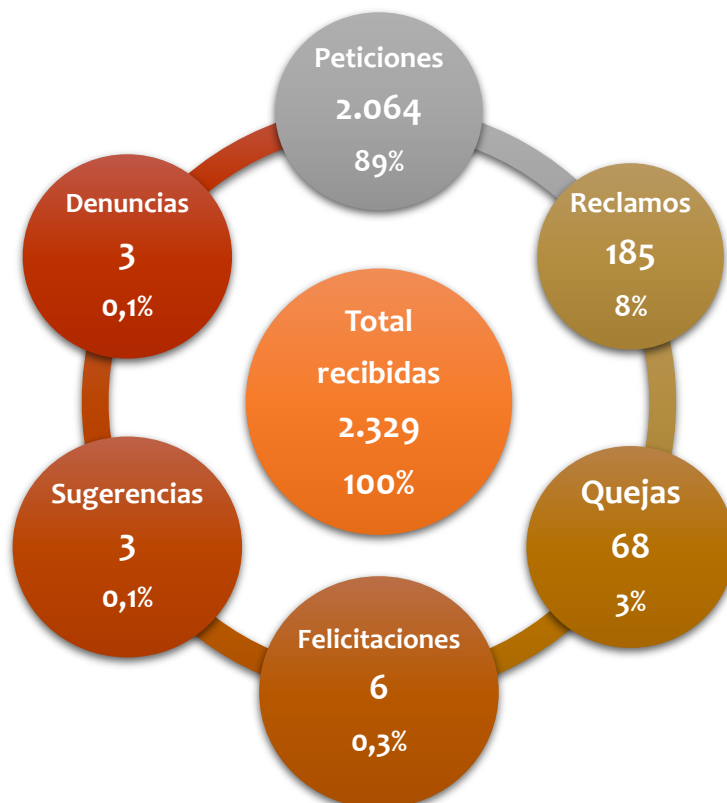 Peticiones
2.064
89%
Reclamos
185
8%
Quejas
68
3%
Felicitaciones
6
0,3%
Sugerencias
3
0,1%
Denuncias
3
0,1%
Total
recibidas
2.329
100%